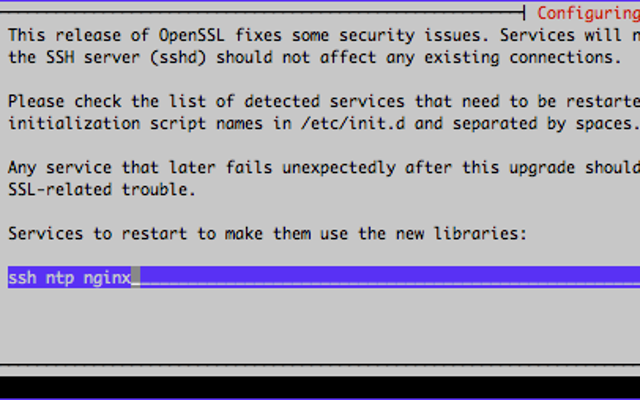 Configuring
This release of OpenSSL fixes some security issues. Services will
the SSH server (sshd) should not affect any existing connections.
Please check the list of detected services that need to be
initialization script names in /etc/init.d and separated by spaces.
Any service that later fails unexpectedly after this upgrade
SSL-related trouble.
Services to restart to make them use the new libraries:
ssh ntp nginx